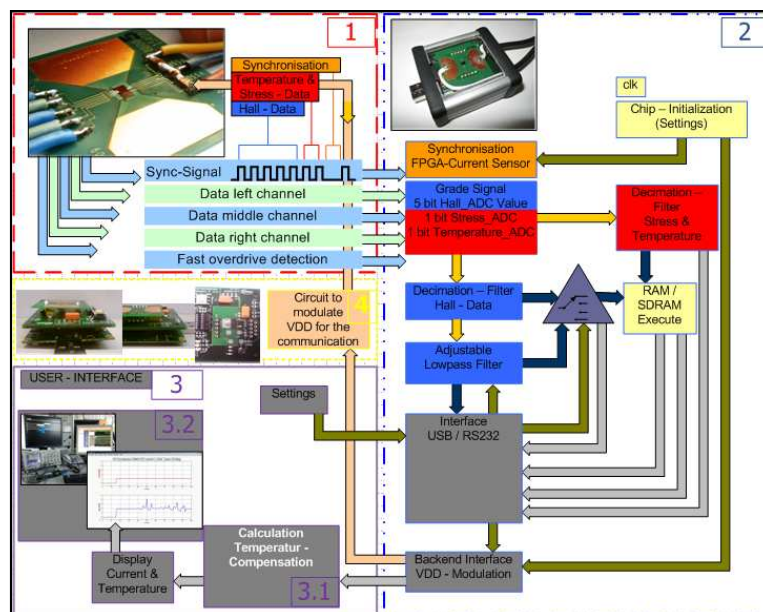 1
2
Synchronisation
Temperature &
Stress - Data
Hall - Data
clk
Chip – Initialization
(Settings)
Synchronisation
FPGA-Current Sensor
Sync-Signal
Data left channel
Data middle channel
Data right channel
Fast overdrive detection
Grade Signal
5 bit Hall_ADC Value
1 bit Stress_ADC
1 bit Temperature_ADC
Decimation –
Filter
Stress &
Temperature
4
Circuit to
modulate
VDD for the
communication
Decimation – Filter
Hall - Data
RAM /
SDRAM
Execute
Adjustable
Lowpass Filter
USER - INTERFACE
3
3.2
Settings
Interface
USB / RS232
Calculation
Temperatur -
Compensation
3.1
Display
Current &
Temperature
Backend Interface
VDD - Modulation